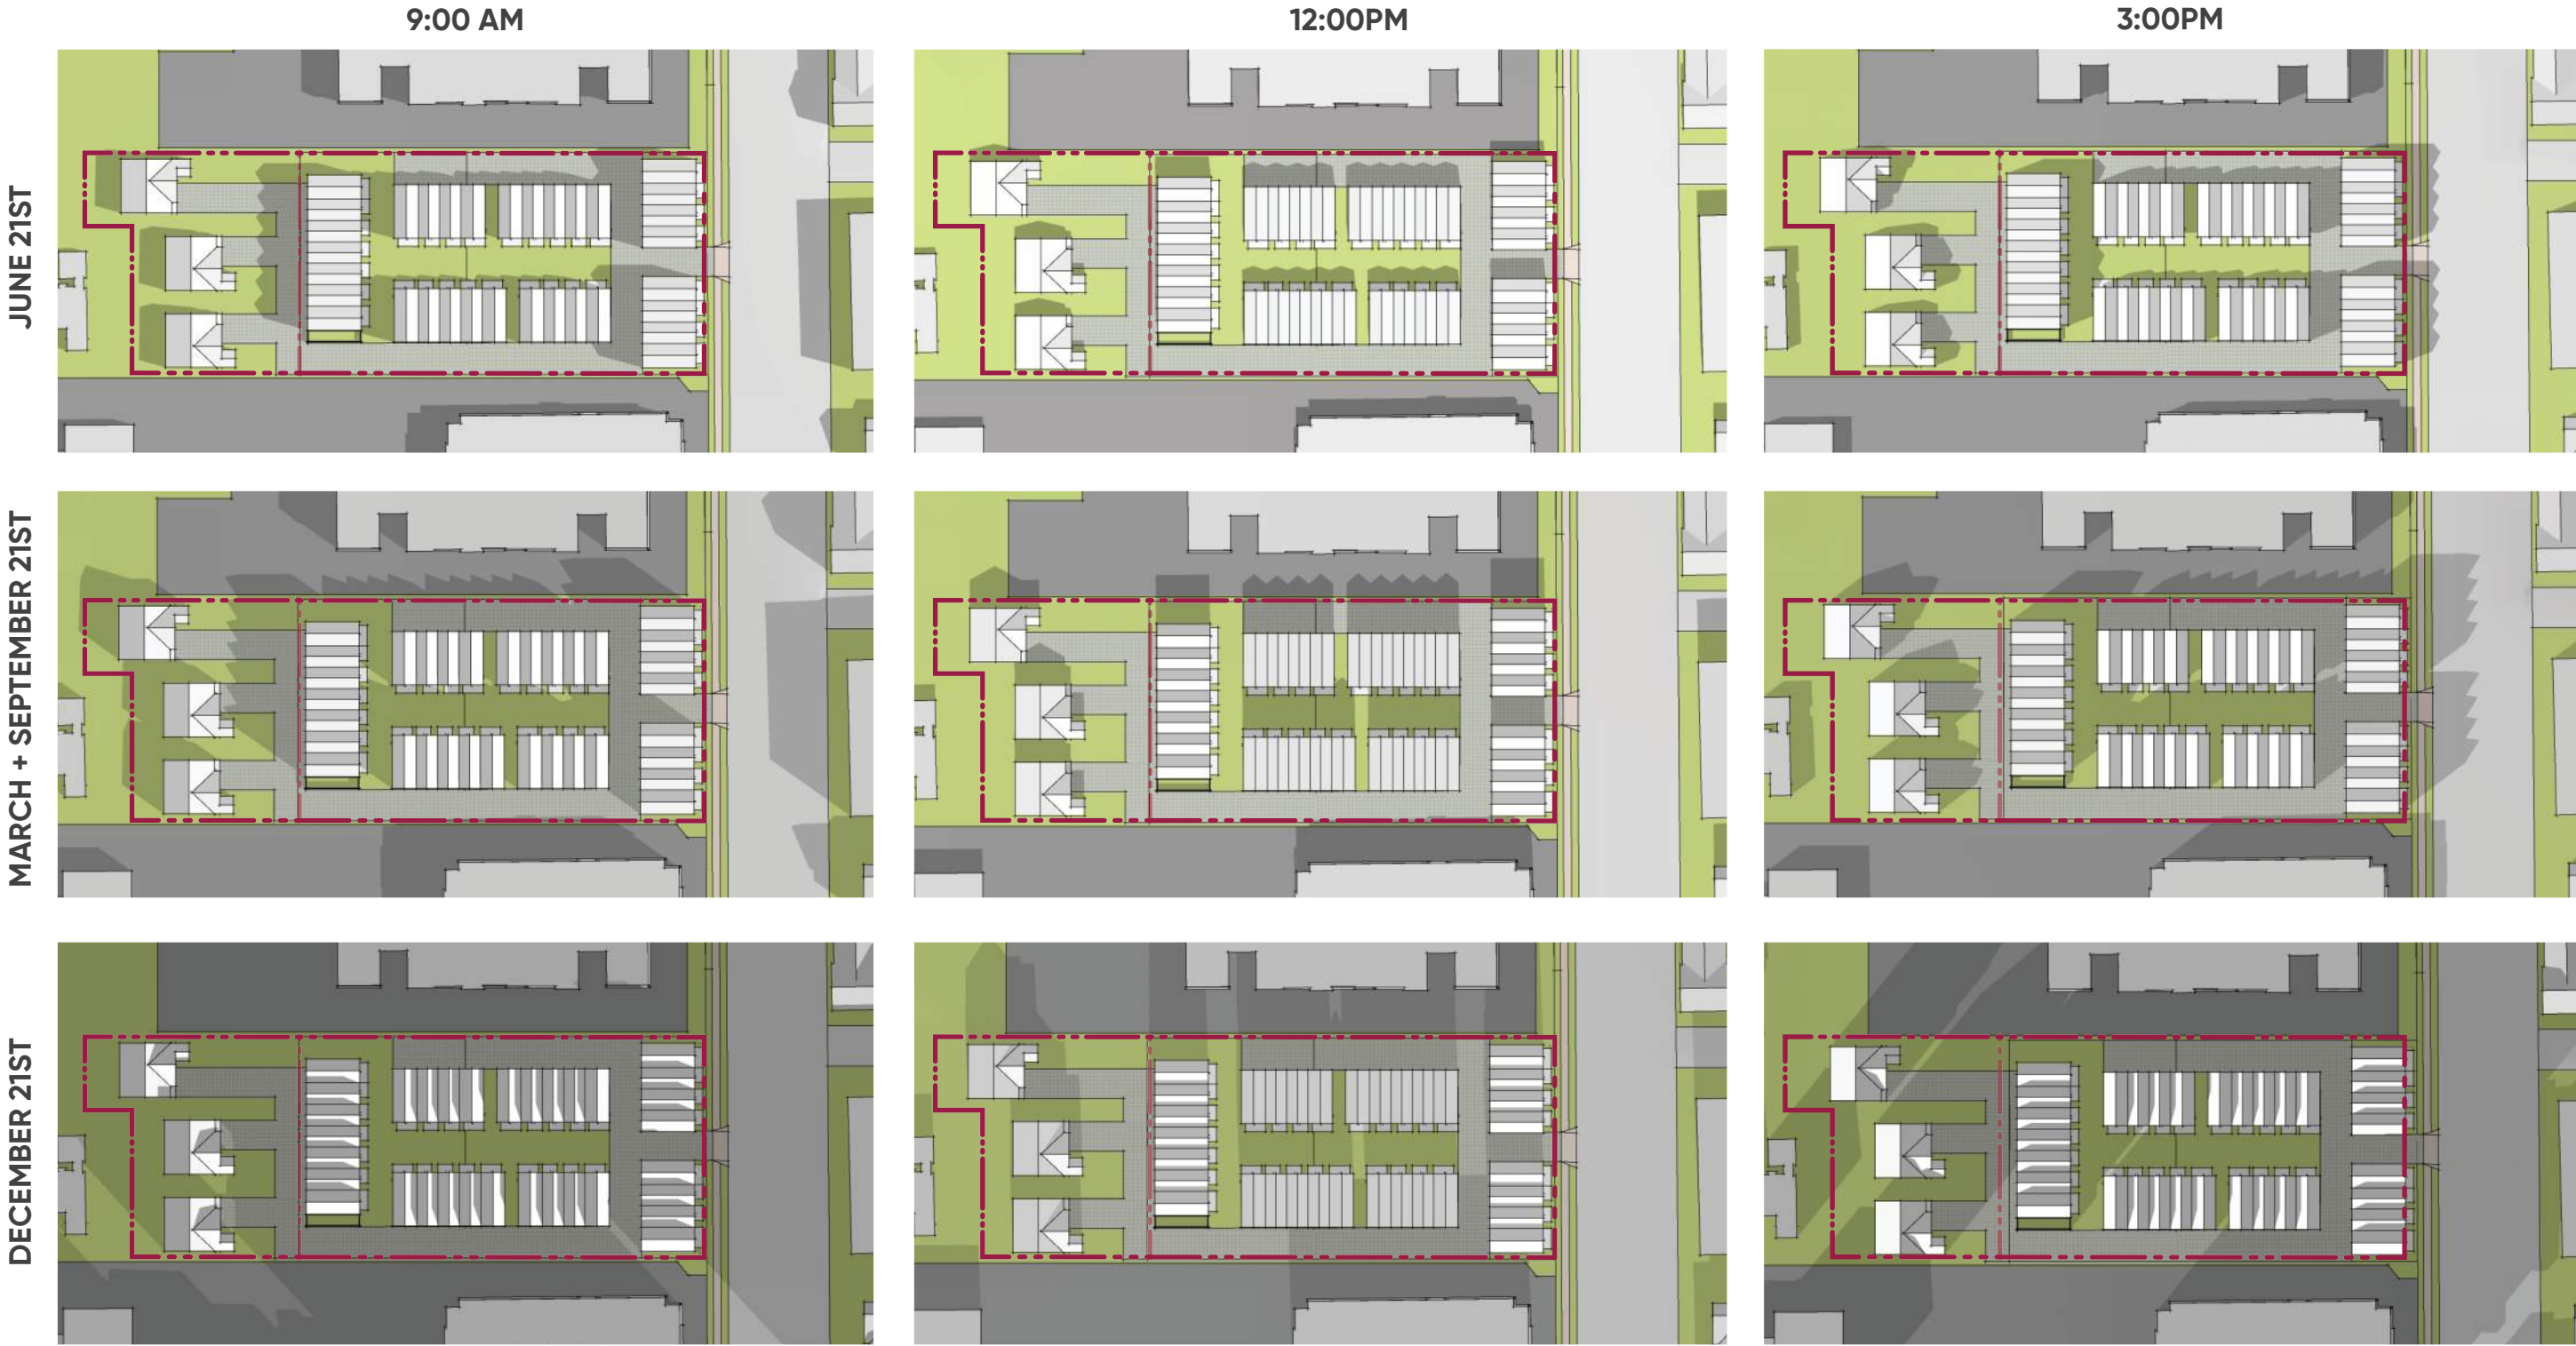 9:00 AM
12:00PM
3:00PM
JUNE 21ST
MARCH + SEPTEMBER 21ST
DECEMBER 21ST